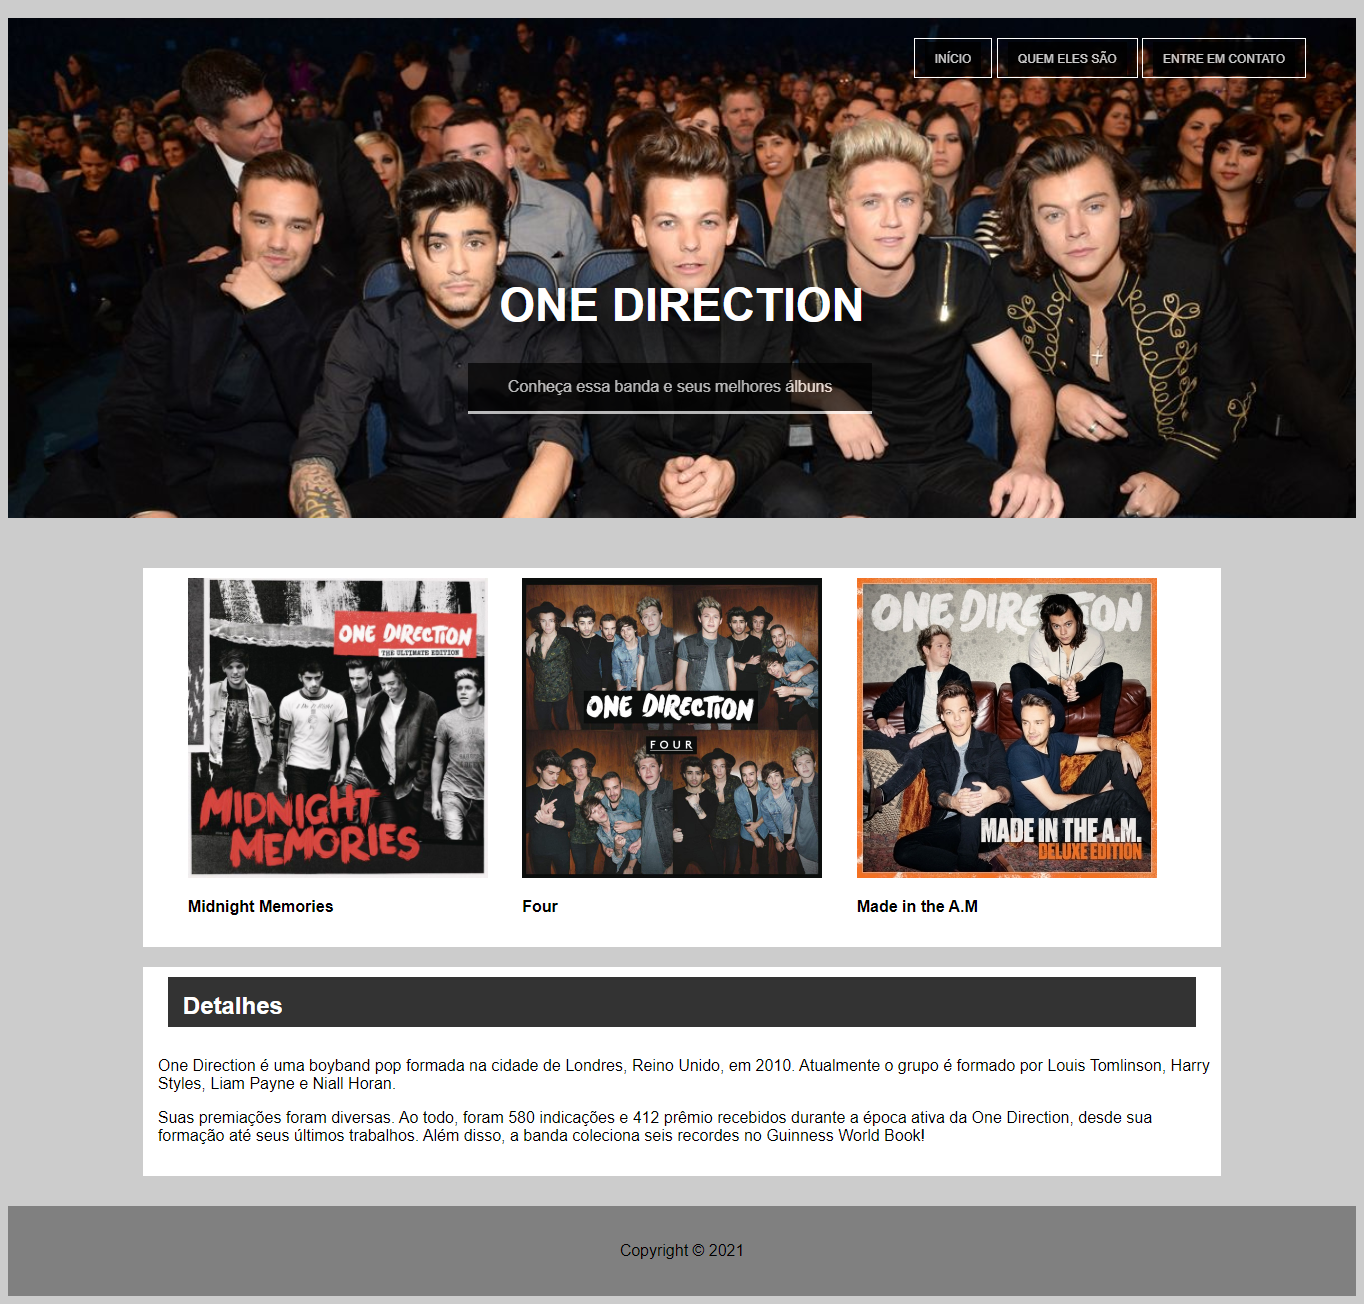 INÍCIO
QUEM ELES SÃO
ENTRE EM CONTATO
ONE DIRECTION
Conheça essa banda e seus melhores álbuns
ONE DIRECTION
THE ULTIMATE EDITION
MIDNIGHT
MEMORIES
ONE DIRECTION
FOUR
ONE DIRECTION
MADE IN THE A.M.
DELUXE EDITION
Midnight Memories
Four
Made in the A.M
Detalhes
One Direction é uma boyband pop formada na cidade de Londres, Reino Unido, em 2010. Atualmente o grupo é formado por Louis Tomlinson, Harry
Styles, Liam Payne e Niall Horan.
Suas premiações foram diversas. Ao todo, foram 580 indicações e 412 prêmio recebidos durante a época ativa da One Direction, desde sua
formação até seus últimos trabalhos. Além disso, a banda coleciona seis recordes no Guinness World Book!
Copyright © 2021